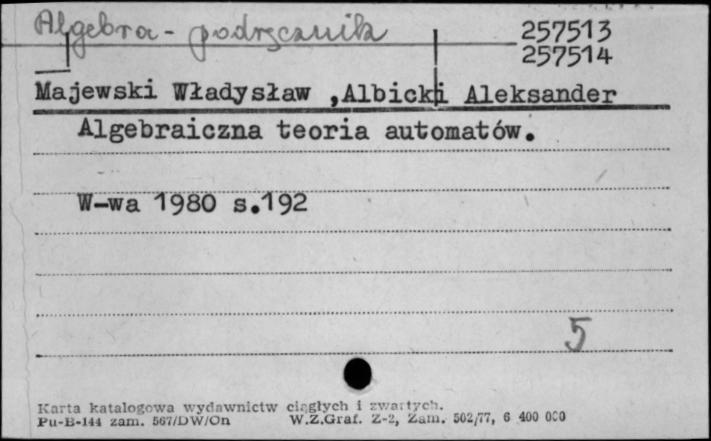 Algebra - podręcznik
257513
257514
Majewski Władysław ,Albicki Aleksander
Algebraiczna teoria automatów.
W-wa 1980 s.192
5
Karta katalogowa wydawnictw ciągłych i zwartych.
Pu-B-144 zam. 567/DW/On W.Z.Graf. Z-2, Zam. 502/77, 6 400 000